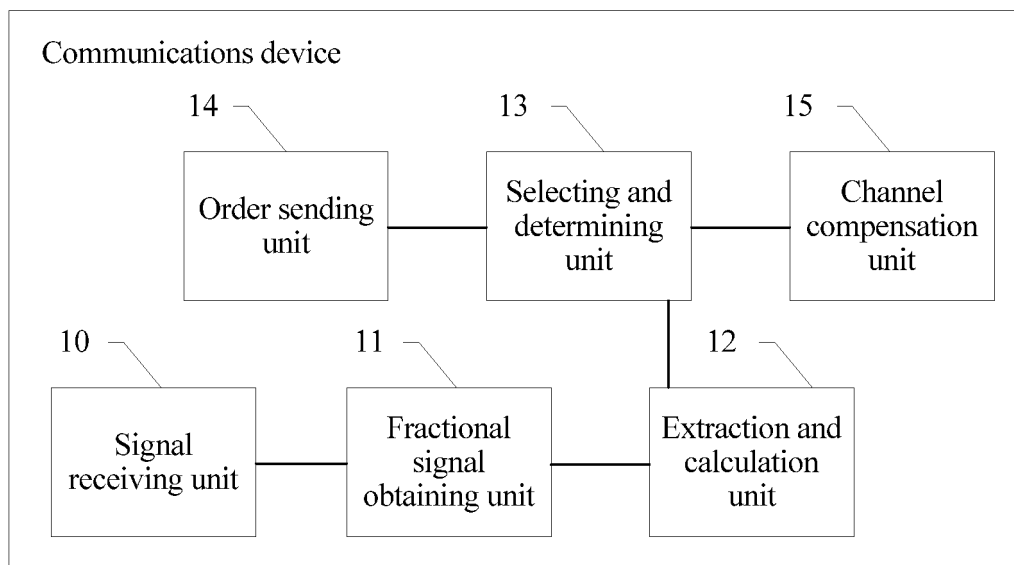 Communications device
14
13
15
Order sending
unit
Selecting and
determining
unit
Channel
compensation
unit
10
11
12
Signal
receiving unit
Fractional
signal
obtaining unit
Extraction and
calculation
unit